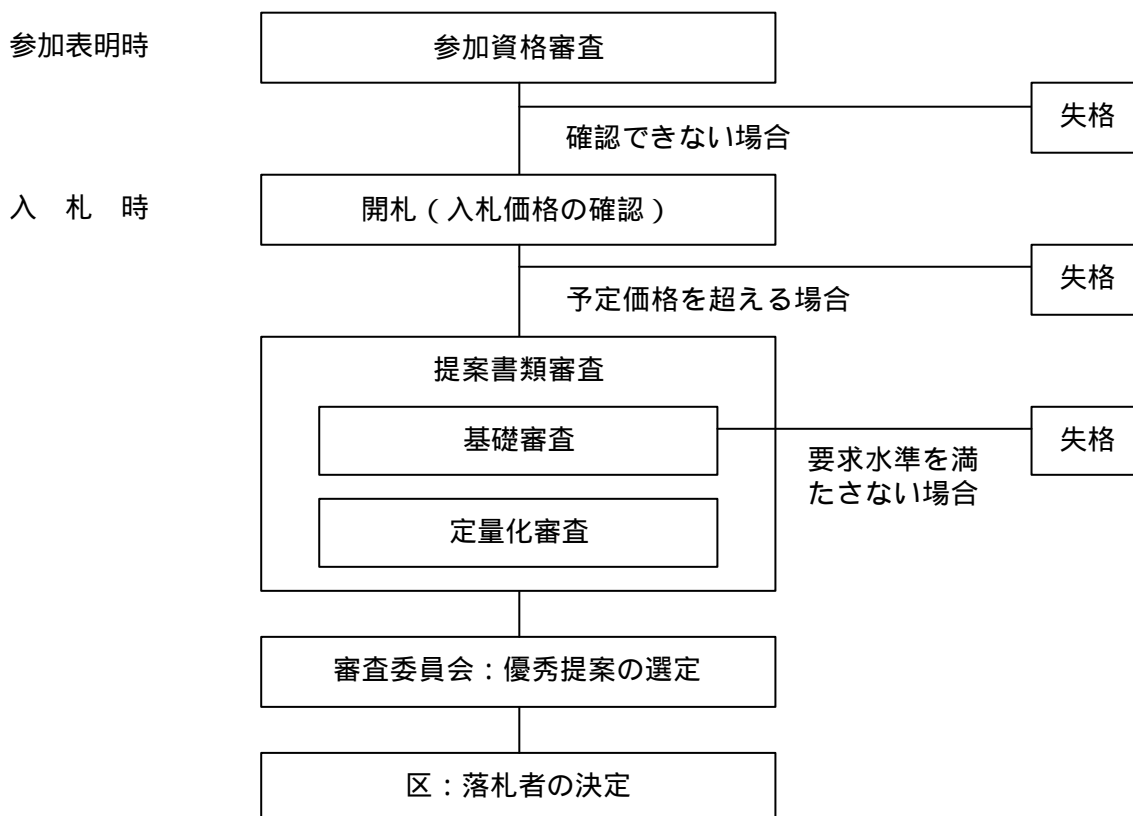 参加表明時
参加資格審査
失格
確認できない場合
入 札 時
開札（入札価格の確認）
失格
予定価格を超える場合
提案書類審査
基礎審査
失格
要求水準を満
たさない場合
定量化審査
審査委員会：優秀提案の選定
区：落札者の決定